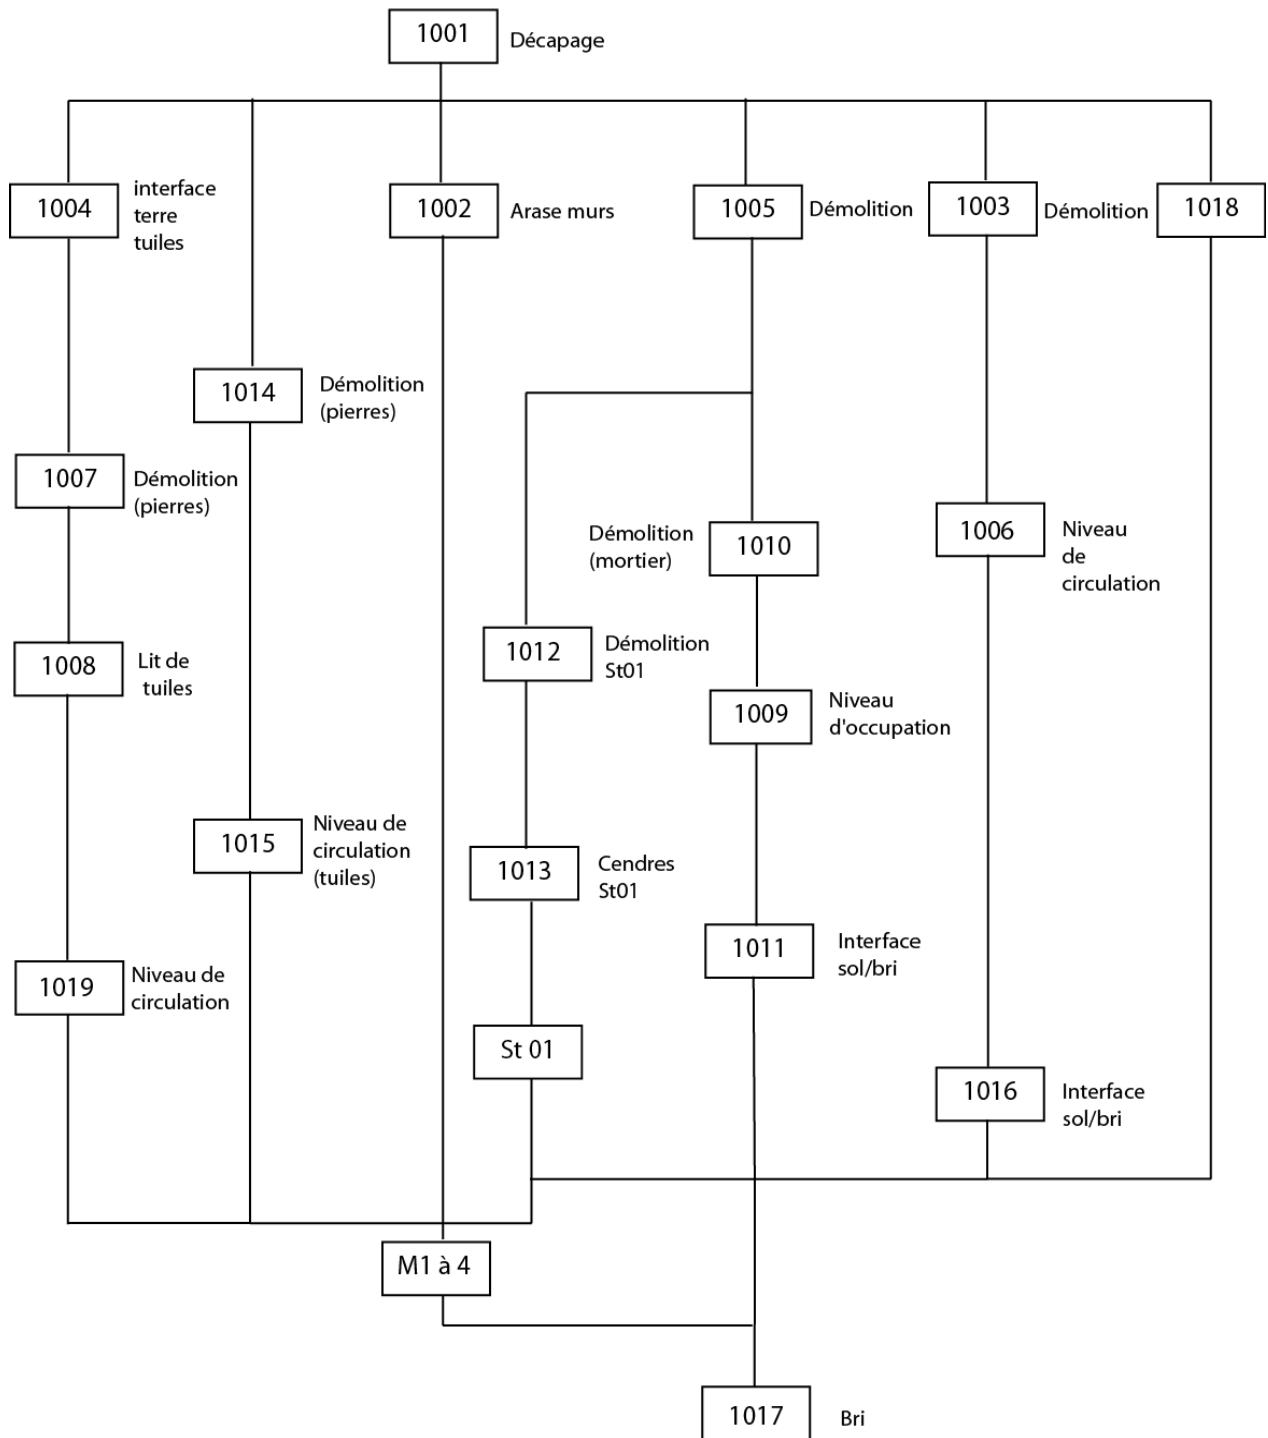 1001
Décapage
1004
interface
terre
tuiles
1002
Arase murs
1005
Démolition
1003
Démolition
1018
1014
Démolition
(pierres)
1007
Démolition
(pierres)
1010
Démolition
(mortier)
1006
Niveau
de
circulation
1008
Lit de
tuiles
1012
Démolition
St01
1009
Niveau
d'occupation
1015
Niveau de
circulation
(tuiles)
1013
Cendres
St01
1011
Interface
sol/bri
1019
Niveau de
circulation
St 01
1016
Interface
sol/bri
M1 à 4
1017
Bri